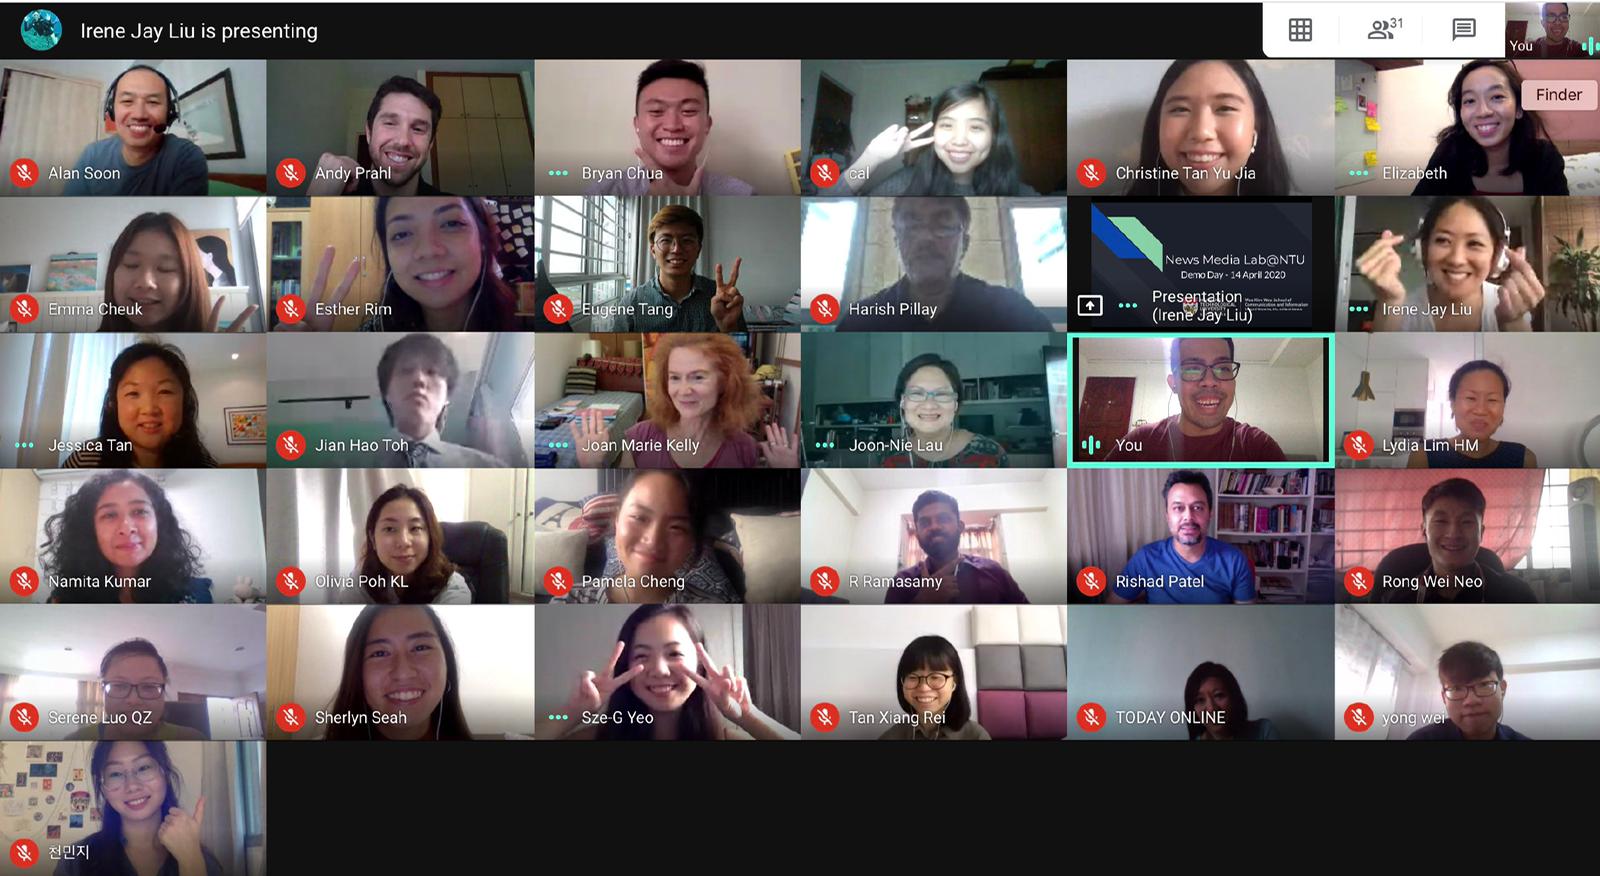 Irene Jay Liu is presenting
31
You
Finder
Alan Soon
Andy Prahl
Bryan Chua
cal
Christine Tan Yu Jia
Elizabeth
Emma Cheuk
Esther Rim
Eugene Tang
Harish Pillay
News Media Lab@NTU
Demo Day - 14 April 2020
Presentation
(Irene Jay Liu)
Irene Jay Liu
Jessica Tan
Jian Hao Toh
Joan Marie Kelly
Joon-Nie Lau
You
Lydia Lim HM
Namita Kumar
Olivia Poh KL
Pamela Cheng
R Ramasamy
Rishad Patel
Rong Wei Neo
Serene Luo QZ
Sherlyn Seah
Sze-G Yeo
Tan Xiang Rei
TODAY ONLINE
yong wei
천민지